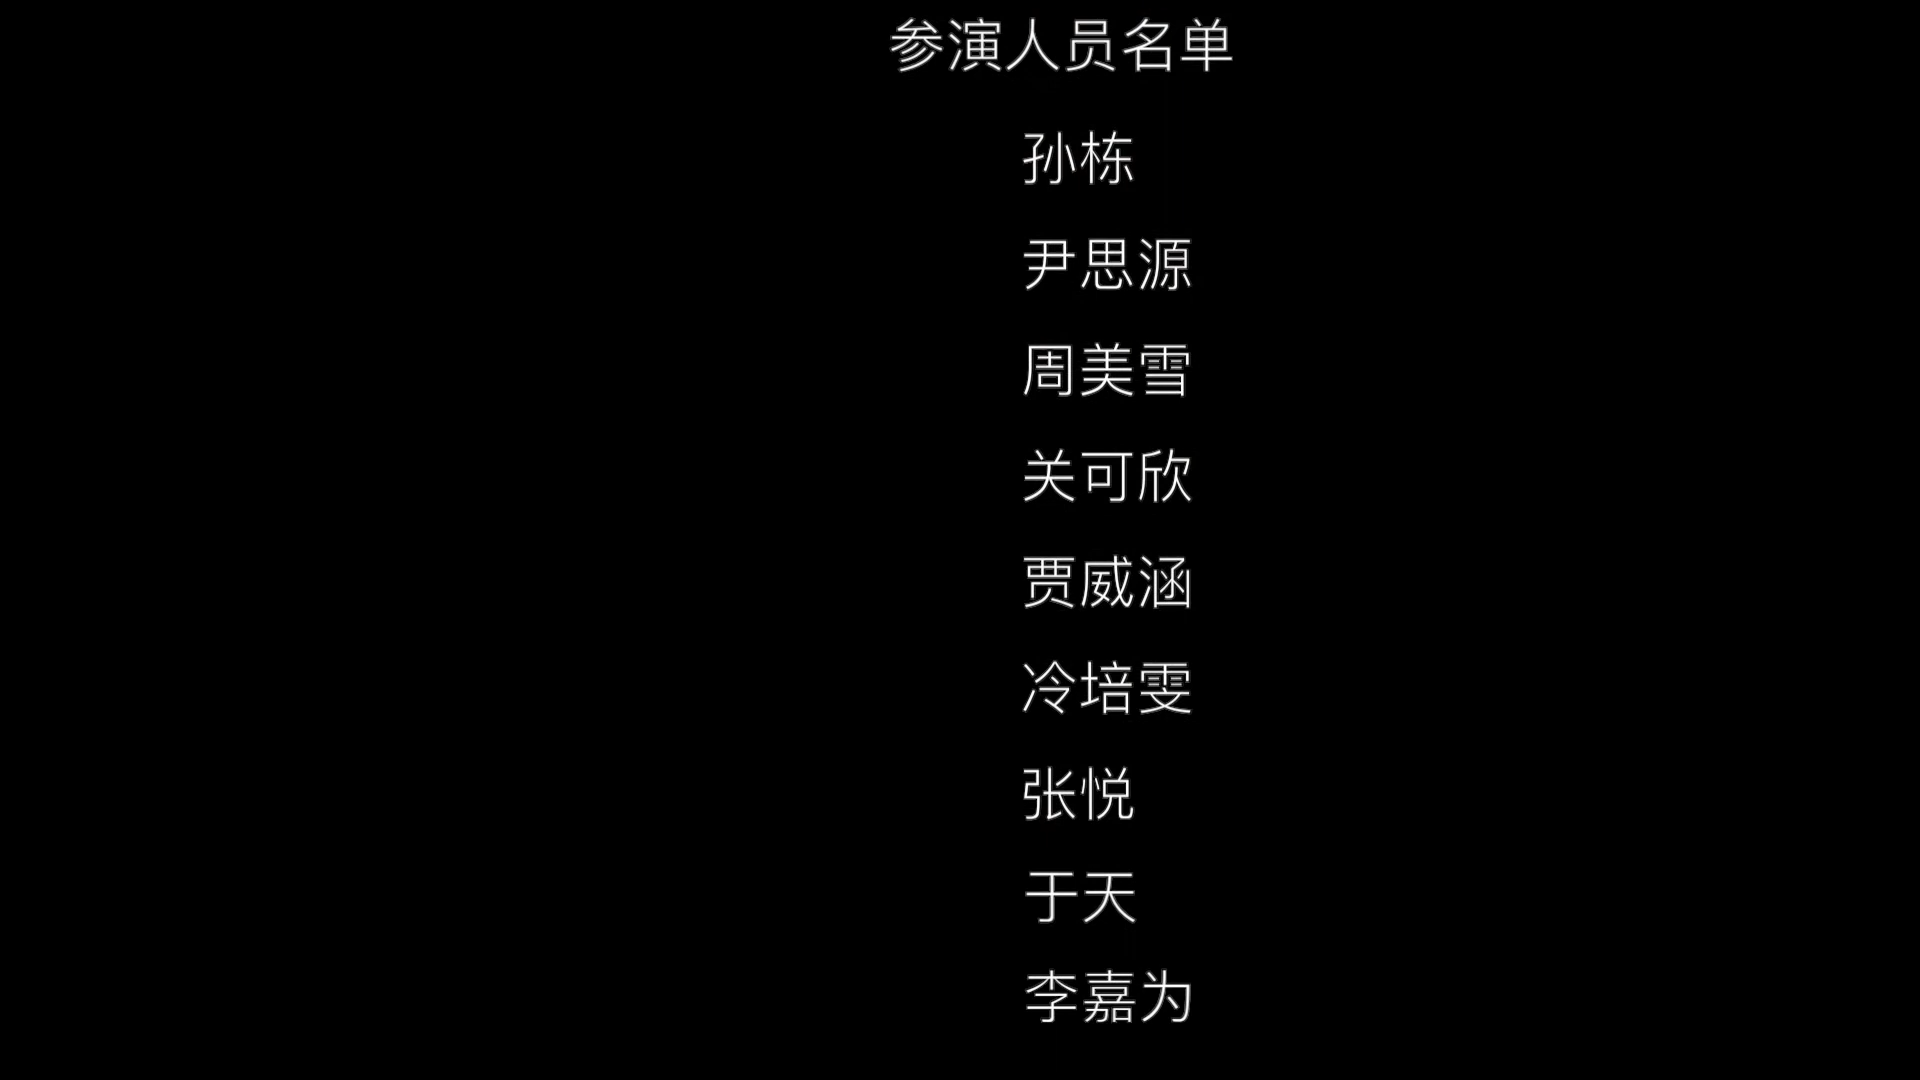 参演人员名单
孙栋
尹思源
周美雪
关可欣
贾威涵
冷培雯
张悦
于天
李嘉为